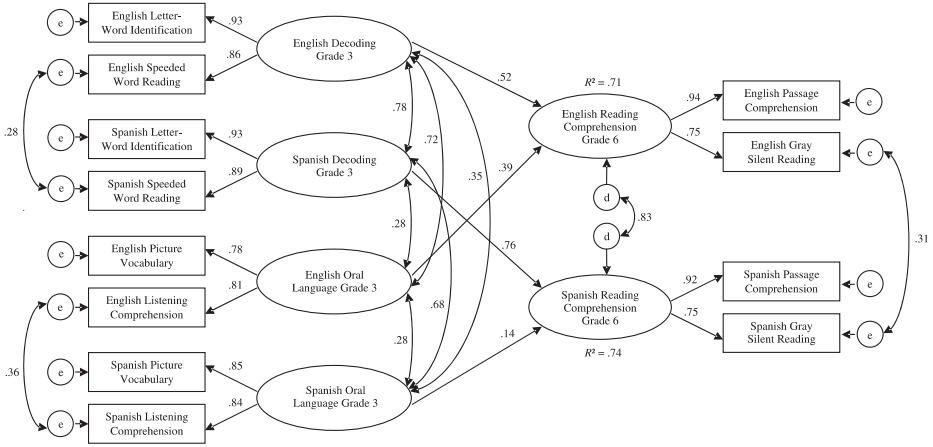 English Letter-
Word Identification
e
.93
English Decoding
Grade 3
English Speeded
Word Reading
e
.86
.28
Spanish Letter-
Word Identification
e
.93
Spanish Decoding
Grade 3
Spanish Speeded
Word Reading
e
.89
English Picture
Vocabulary
e
.78
English Oral
Language Grade 3
English Listening
Comprehension
e
.81
.36
Spanish Picture
Vocabulary
e
.85
Spanish Oral
Language Grade 3
Spanish Listening
Comprehension
e
.84
.78
.72
.35
.28
.68
.28
.52
.39
.76
.14
R² = .71
English Reading
Comprehension
Grade 6
d
.83
d
Spanish Reading
Comprehension
Grade 6
R² = .74
.94
English Passage
Comprehension
e
.75
English Gray
Silent Reading
e
.31
.92
Spanish Passage
Comprehension
e
.75
Spanish Gray
Silent Reading
e